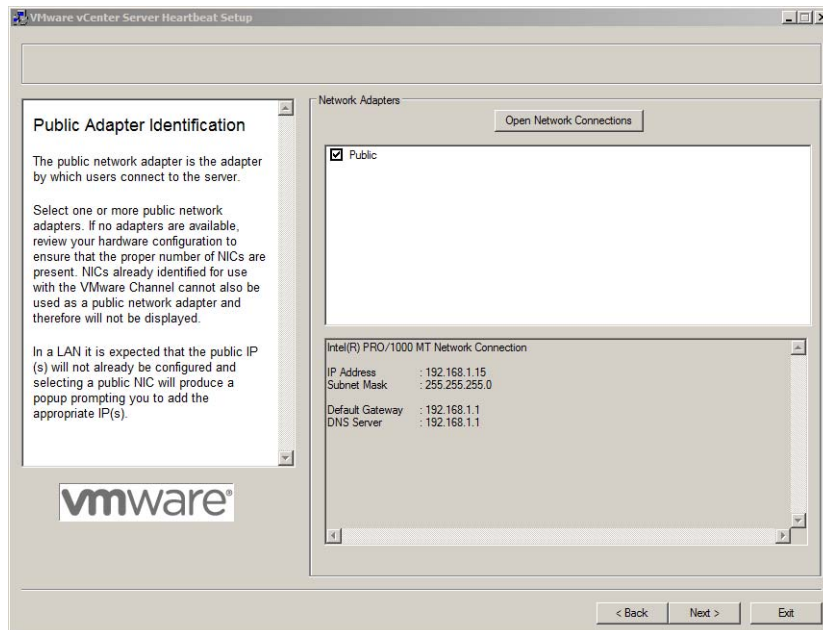 VMware vCenter Server Heartbeat Setup
Public Adapter Identification
The public network adapter is the adapter
by which users connect to the server.
Select one or more public network
adapters. If no adapters are available,
review your hardware configuration to
ensure that the proper number of NICs are
present. NICs already identified for use
with the VMware Channel cannot also be
used as a public network adapter and
therefore will not be displayed.
In a LAN it is expected that the public IP
(s) will not already be configured and
selecting a public NIC will produce a
popup prompting you to add the
appropriate IP(s).
vmware®
Network Adapters
Open Network Connections
Public
Intel(R) PRO/1000 MT Network Connection
IP Address : 192.168.1.15
Subnet Mask : 255.255.255.0
Default Gateway : 192.168.1.1
DNS Server : 192.168.1.1
< Back Next > Exit